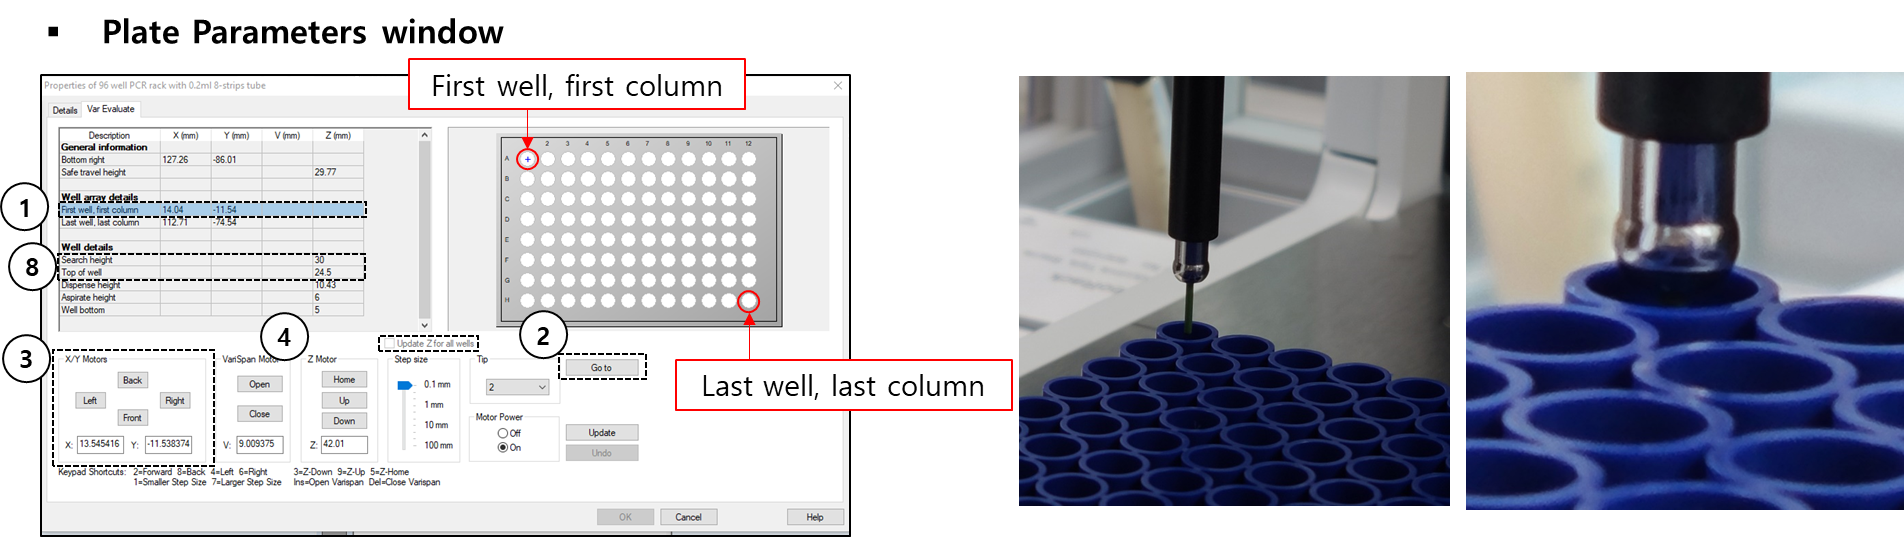 ▪ Plate Parameters window
First well, first column
Properties of 96 well PCR rack with 0.2ml 8-strips tube
Details Var Evaluate
Description X (mm) Y (mm) V (mm) Z (mm)
General information
Bottom right 127.26 -86.01
Safe travel height 29.77
Well array details
1
First well, first column 14.04 -11.54
Last well, last column 112.71 -74.54
Well details
8
Search height 30
Top of well 24.5
Dispense height 10.43
Aspirate height 6
Well bottom 5
2 3 4 5 6 7 8 9 10 11 12
A
B
C
D
E
F
G
H
4
2
3
Update Z for all wells
X/Y Motors
Back
Left Right
Front
X: 13.545416 Y: -11.538374
VariSpan Motor
Open
Close
V: 9.009375
Z Motor
Home
Up
Down
Z: 42.01
Step size
0.1 mm
1 mm
10 mm
100 mm
Tip
2
Motor Power
Off
On
Go to
Update
Undo
Last well, last column
Keypad Shortcuts: 2=Forward 8=Back 4=Left 6=Right 3=Z-Down 9=Z-Up 5=Z-Home
1=Smaller Step Size 7=Larger Step Size Ins=Open Varispan Del=Close Varispan
OK Cancel Help